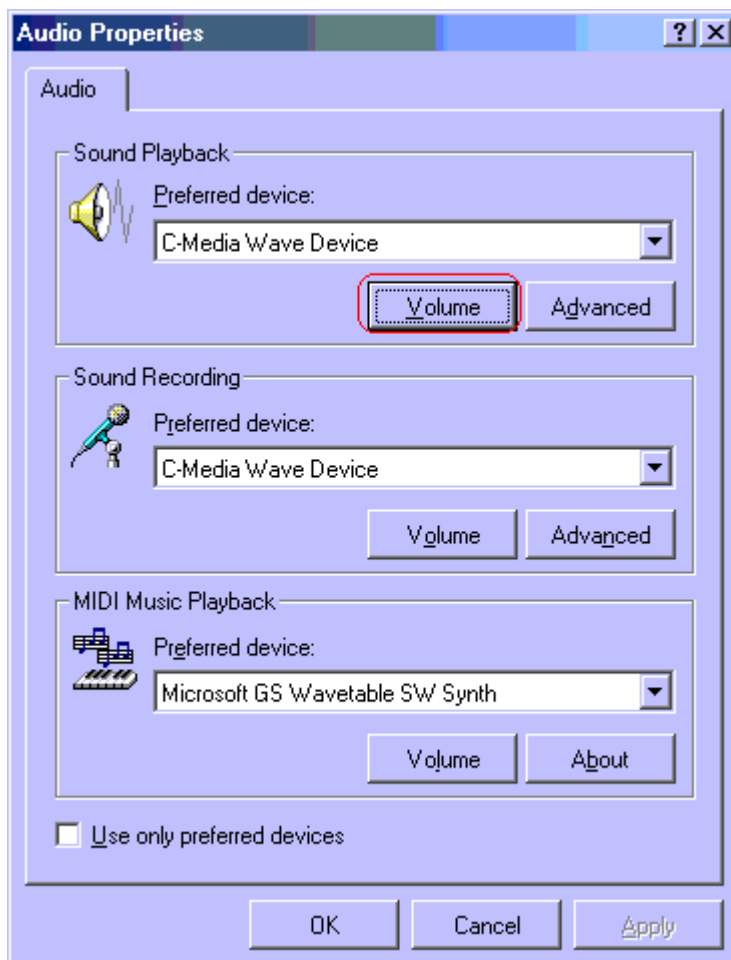 Audio Properties
Audio
Sound Playback
Preferred device:
C-Media Wave Device
Volume Advanced
Sound Recording
Preferred device:
C-Media Wave Device
Volume Advanced
MIDI Music Playback
Preferred device:
Microsoft GS Wavetable SW Synth
Volume About
Use only preferred devices
OK Cancel Apply